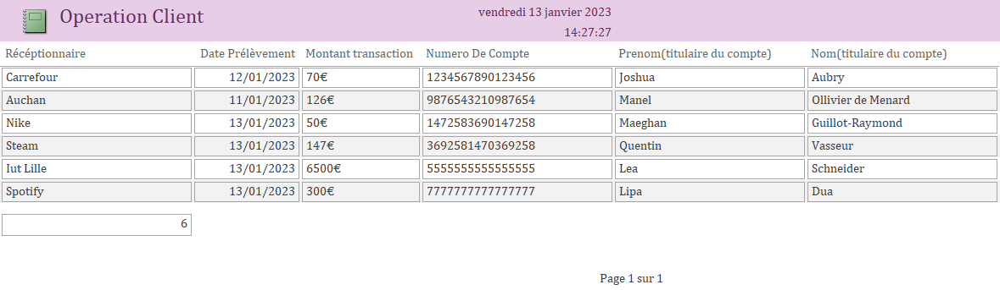 Operation Client
vendredi 13 janvier 2023
14:27:27
Récéptionnaire Date Prélèvement Montant transaction Numero De Compte Prenom(titulaire du compte) Nom(titulaire du compte)
Carrefour 12/01/2023 70€ 1234567890123456 Joshua Aubry
Auchan 11/01/2023 126€ 9876543210987654 Manel Ollivier de Menard
Nike 13/01/2023 50€ 1472583690147258 Maeghan Guillot-Raymond
Steam 13/01/2023 147€ 3692581470369258 Quentin Vasseur
Iut Lille 13/01/2023 6500€ 5555555555555555 Lea Schneider
Spotify 13/01/2023 300€ 7777777777777777 Lipa Dua
6
Page 1 sur 1